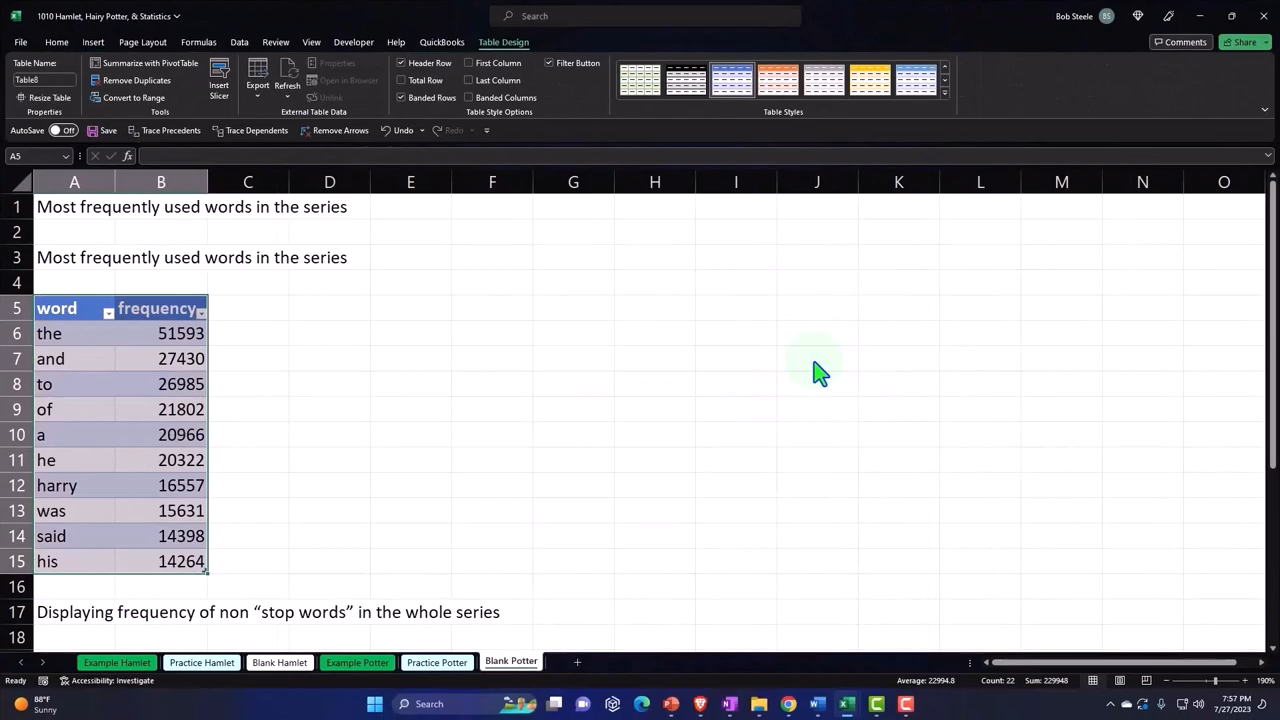 1010 Hamlet, Hairy Potter, & Statistics
Search
Bob Steele
BS
File Home Insert Page Layout Formulas Data Review View Developer Help QuickBooks Table Design
Comments Share
Table Name: Summarize with PivotTable Properties Header Row First Column Filter Button
Table8 Remove Duplicates Insert Slicer Export Refresh Open in Browser Total Row Last Column
Resize Table Convert to Range Unlink Banded Rows Banded Columns
Properties Tools External Table Data Table Style Options Table Styles
AutoSave Off Save Trace Precedents Trace Dependents Remove Arrows Undo Redo
A5 fx
A B C D E F G H I J K L M N O
1 Most frequently used words in the series
2
3 Most frequently used words in the series
4
5 word frequency
6 the 51593
7 and 27430
8 to 26985
9 of 21802
10 a 20966
11 he 20322
12 harry 16557
13 was 15631
14 said 14398
15 his 14264
16
17 Displaying frequency of non “stop words” in the whole series
18
Example Hamlet Practice Hamlet Blank Hamlet Example Potter Practice Potter Blank Potter
Ready Accessibility: Investigate Average: 22994.8 Count: 22 Sum: 229948 190%
88°F
Sunny
Search
7:57 PM
7/27/2023